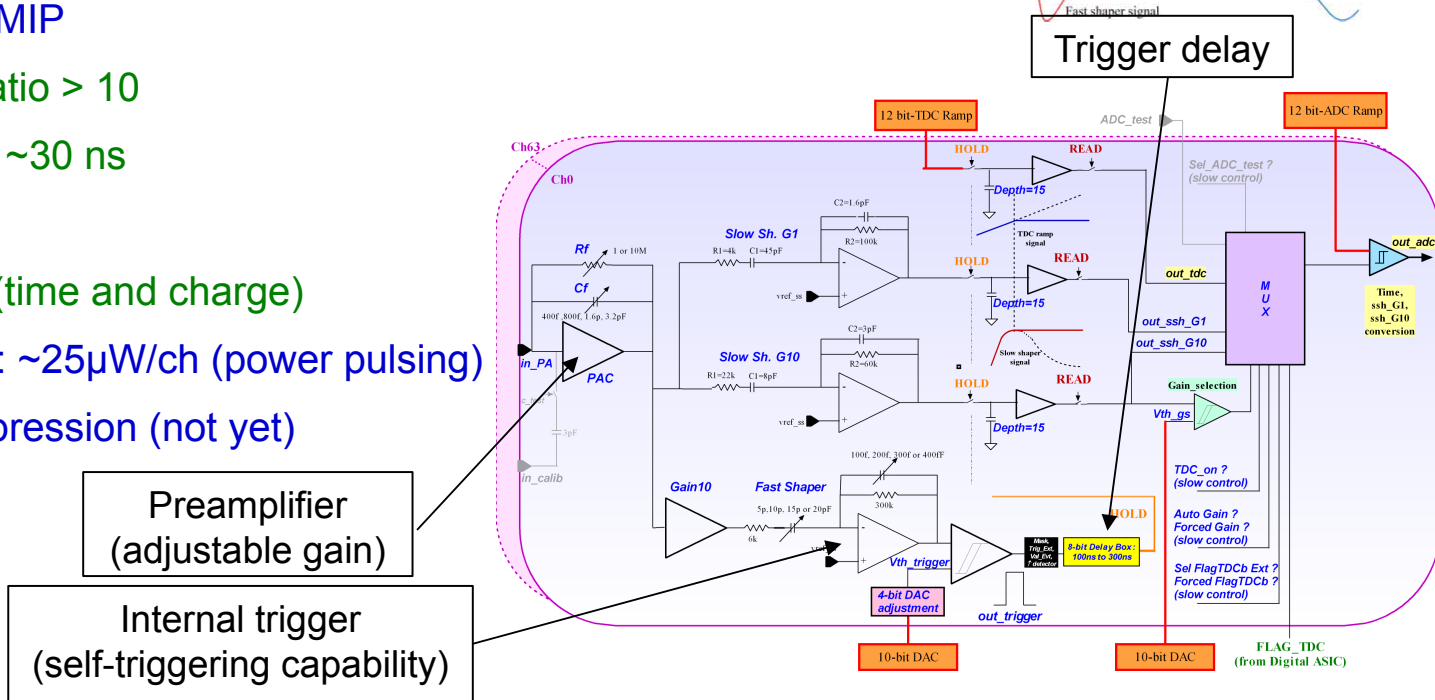 Fast shaper signal
MIP
atio > 10
~30 ns
(time and charge)
: ~25µW/ch (power pulsing)
pression (not yet)
Trigger delay
12 bit-TDC Ramp
12 bit-ADC Ramp
ADC_test
Ch63
Ch0
HOLD
READ
Sel_ADC_test ?
(slow control)
Depth=15
C2=1.6pF
R2=100k
Slow Sh. G1
R1=4k
C1=45pF
-
+
vref_ss
TDC ramp
signal
Rf
1 or 10M
Cf
400f ,800f, 1.6p, 3.2pF
HOLD
READ
Depth=15
out_tdc
M
U
X
out_adc
Time,
ssh_G1,
ssh_G10
conversion
out_ssh_G1
out_ssh_G10
in_PA
PAC
3pF
in_calib
C2=3pF
R2=60k
Slow Sh. G10
R1=22k
C1=8pF
-
+
vref_ss
Slow shaper
signal
HOLD
READ
Depth=15
Gain_selection
Vth_gs
100f, 200f, 300f or 400fF
300k
Gain10
Fast Shaper
5p,10p, 15p or 20pF
6k
-
+
Vth_trigger
HOLD
Mask,
Trig_Ext,
Val_Evt,
↑ detector
8-bit Delay Box :
100ns to 300ns
4-bit DAC
adjustment
out_trigger
10-bit DAC
10-bit DAC
TDC_on ?
(slow control)
Auto Gain ?
Forced Gain ?
(slow control)
Sel FlagTDCb Ext ?
Forced FlagTDCb ?
(slow control)
FLAG_TDC
(from Digital ASIC)
Preamplifier
(adjustable gain)
Internal trigger
(self-triggering capability)